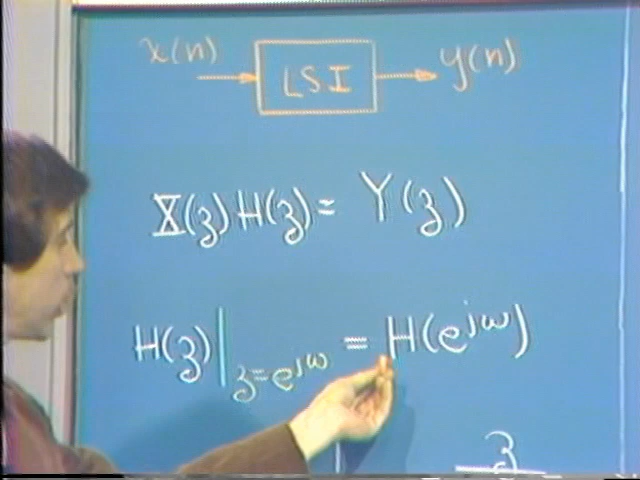 x(n) LSI y(n)
X(z) H(z) = Y(z)
H(z)|z=e^jω = H(e^jω)
z